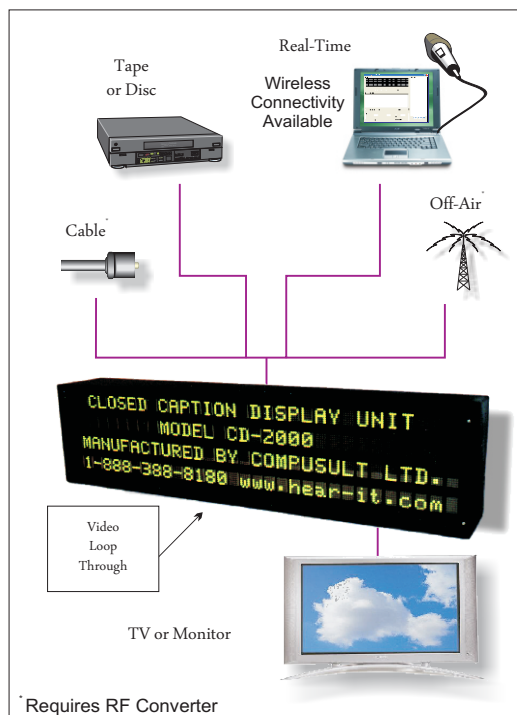 Real-Time
Tape
or Disc
Wireless
Connectivity
Available
Off-Air*
Cable*
CLOSED CAPTION DISPLAY UNIT
MODEL CD-2000
MANUFACTURED BY COMPUSULT LTD.
1-888-388-8180 www.hear-it.com
Video
Loop
Through
TV or Monitor
*Requires RF Converter